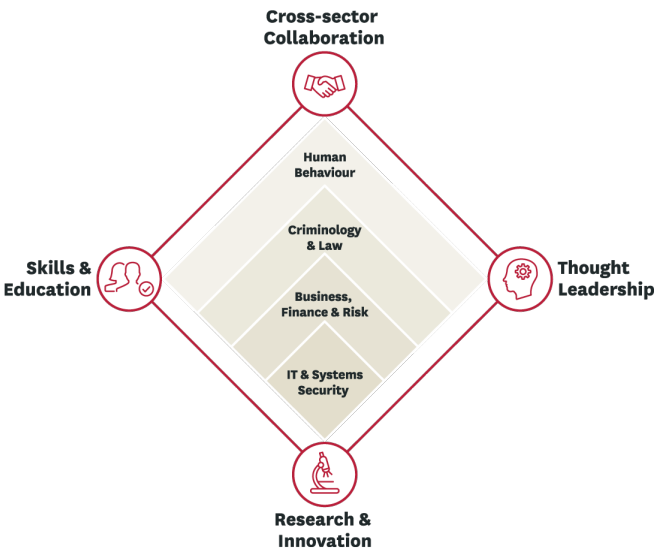 Cross-sector
Collaboration
Human
Behaviour
Criminology
& Law
Skills &
Education
Thought
Leadership
Business,
Finance & Risk
IT & Systems
Security
Research &
Innovation